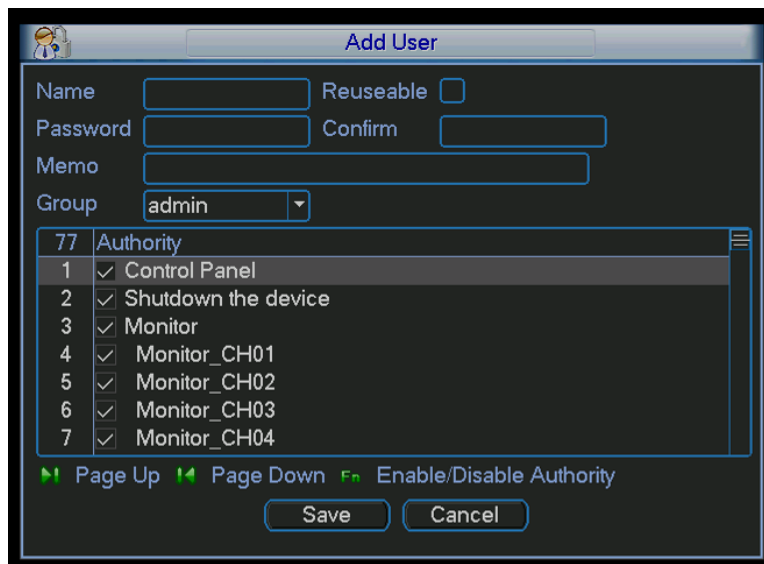 Add User
Name Reuseable
Password Confirm
Memo
Group admin
77 Authority
1 Control Panel
2 Shutdown the device
3 Monitor
4 Monitor_CH01
5 Monitor_CH02
6 Monitor_CH03
7 Monitor_CH04
Page Up Page Down Fn Enable/Disable Authority
Save Cancel